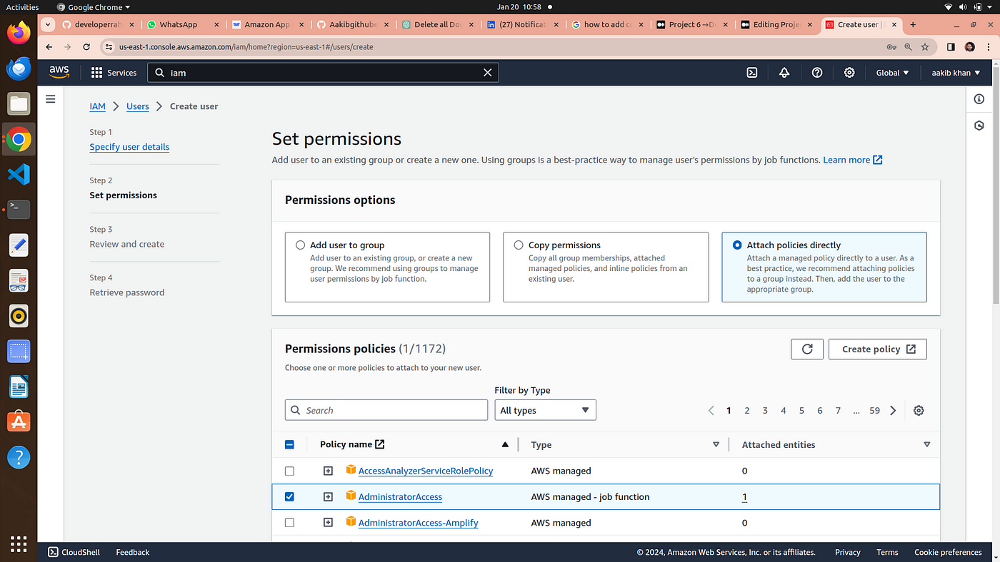 Activities
Google Chrome
Jan 20 10:58
developerrah
WhatsApp
Amazon App
Aakibgithube
Delete all Doc
(27) Notificat
how to add co
Project 6→De
Editing Projec
Create user |
us-east-1.console.aws.amazon.com/iam/home?region=us-east-1#/users/create
aws
Services
iam
Global
aakib khan
IAM
Users
Create user
Step 1
Specify user details
Step 2
Set permissions
Step 3
Review and create
Step 4
Retrieve password
Set permissions
Add user to an existing group or create a new one. Using groups is a best-practice way to manage user's permissions by job functions. Learn more
Permissions options
Add user to group
Add user to an existing group, or create a new
group. We recommend using groups to manage
user permissions by job function.
Copy permissions
Copy all group memberships, attached
managed policies, and inline policies from an
existing user.
Attach policies directly
Attach a managed policy directly to a user. As a
best practice, we recommend attaching policies
to a group instead. Then, add the user to the
appropriate group.
Permissions policies (1/1172)
Choose one or more policies to attach to your new user.
Create policy
Filter by Type
Search
All types
1 2 3 4 5 6 7 ... 59
Policy name
Type
Attached entities
AccessAnalyzerServiceRolePolicy
AWS managed
0
AdministratorAccess
AWS managed - job function
1
AdministratorAccess-Amplify
AWS managed
0
CloudShell
Feedback
© 2024, Amazon Web Services, Inc. or its affiliates.
Privacy
Terms
Cookie preferences